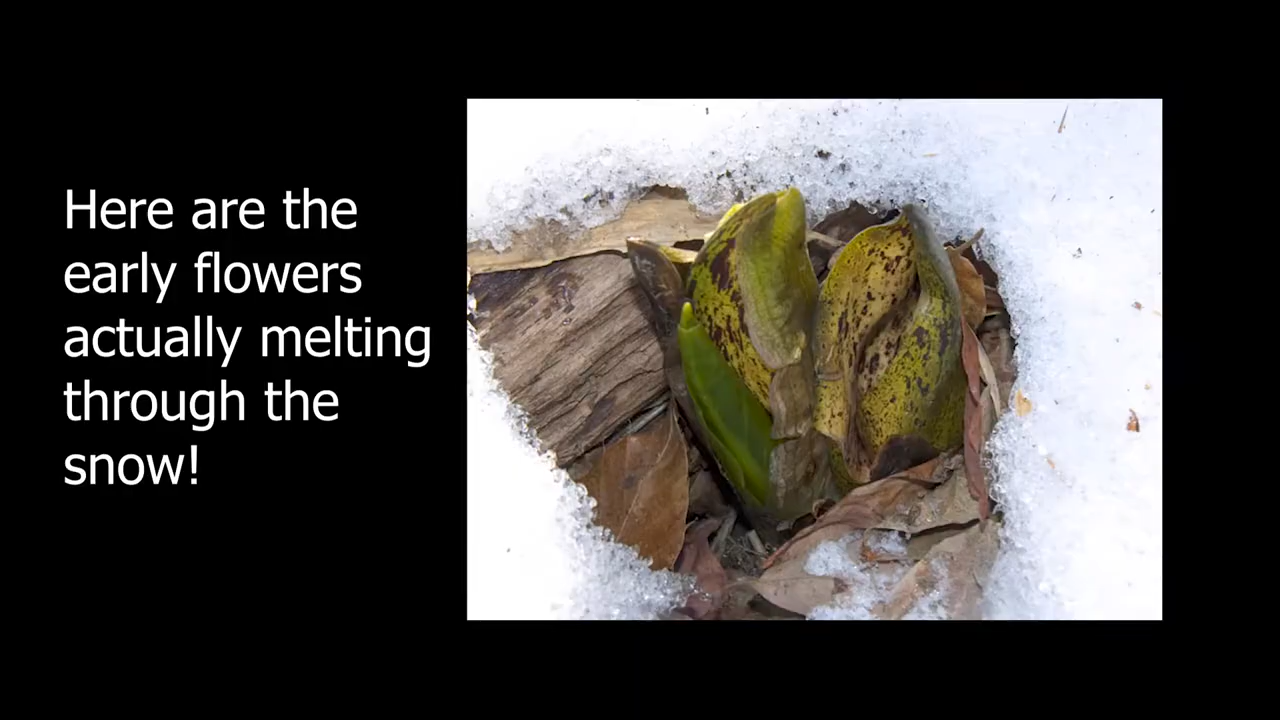 Here are the
early flowers
actually melting
through the
snow!